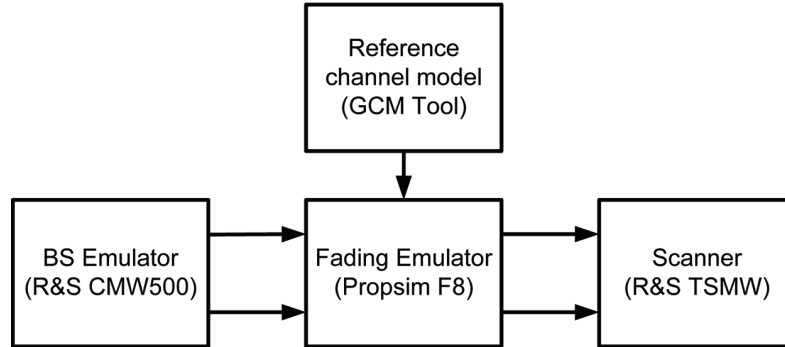 Reference
channel model
(GCM Tool)
BS Emulator
(R&S CMW500)
Fading Emulator
(Propsim F8)
Scanner
(R&S TSMW)